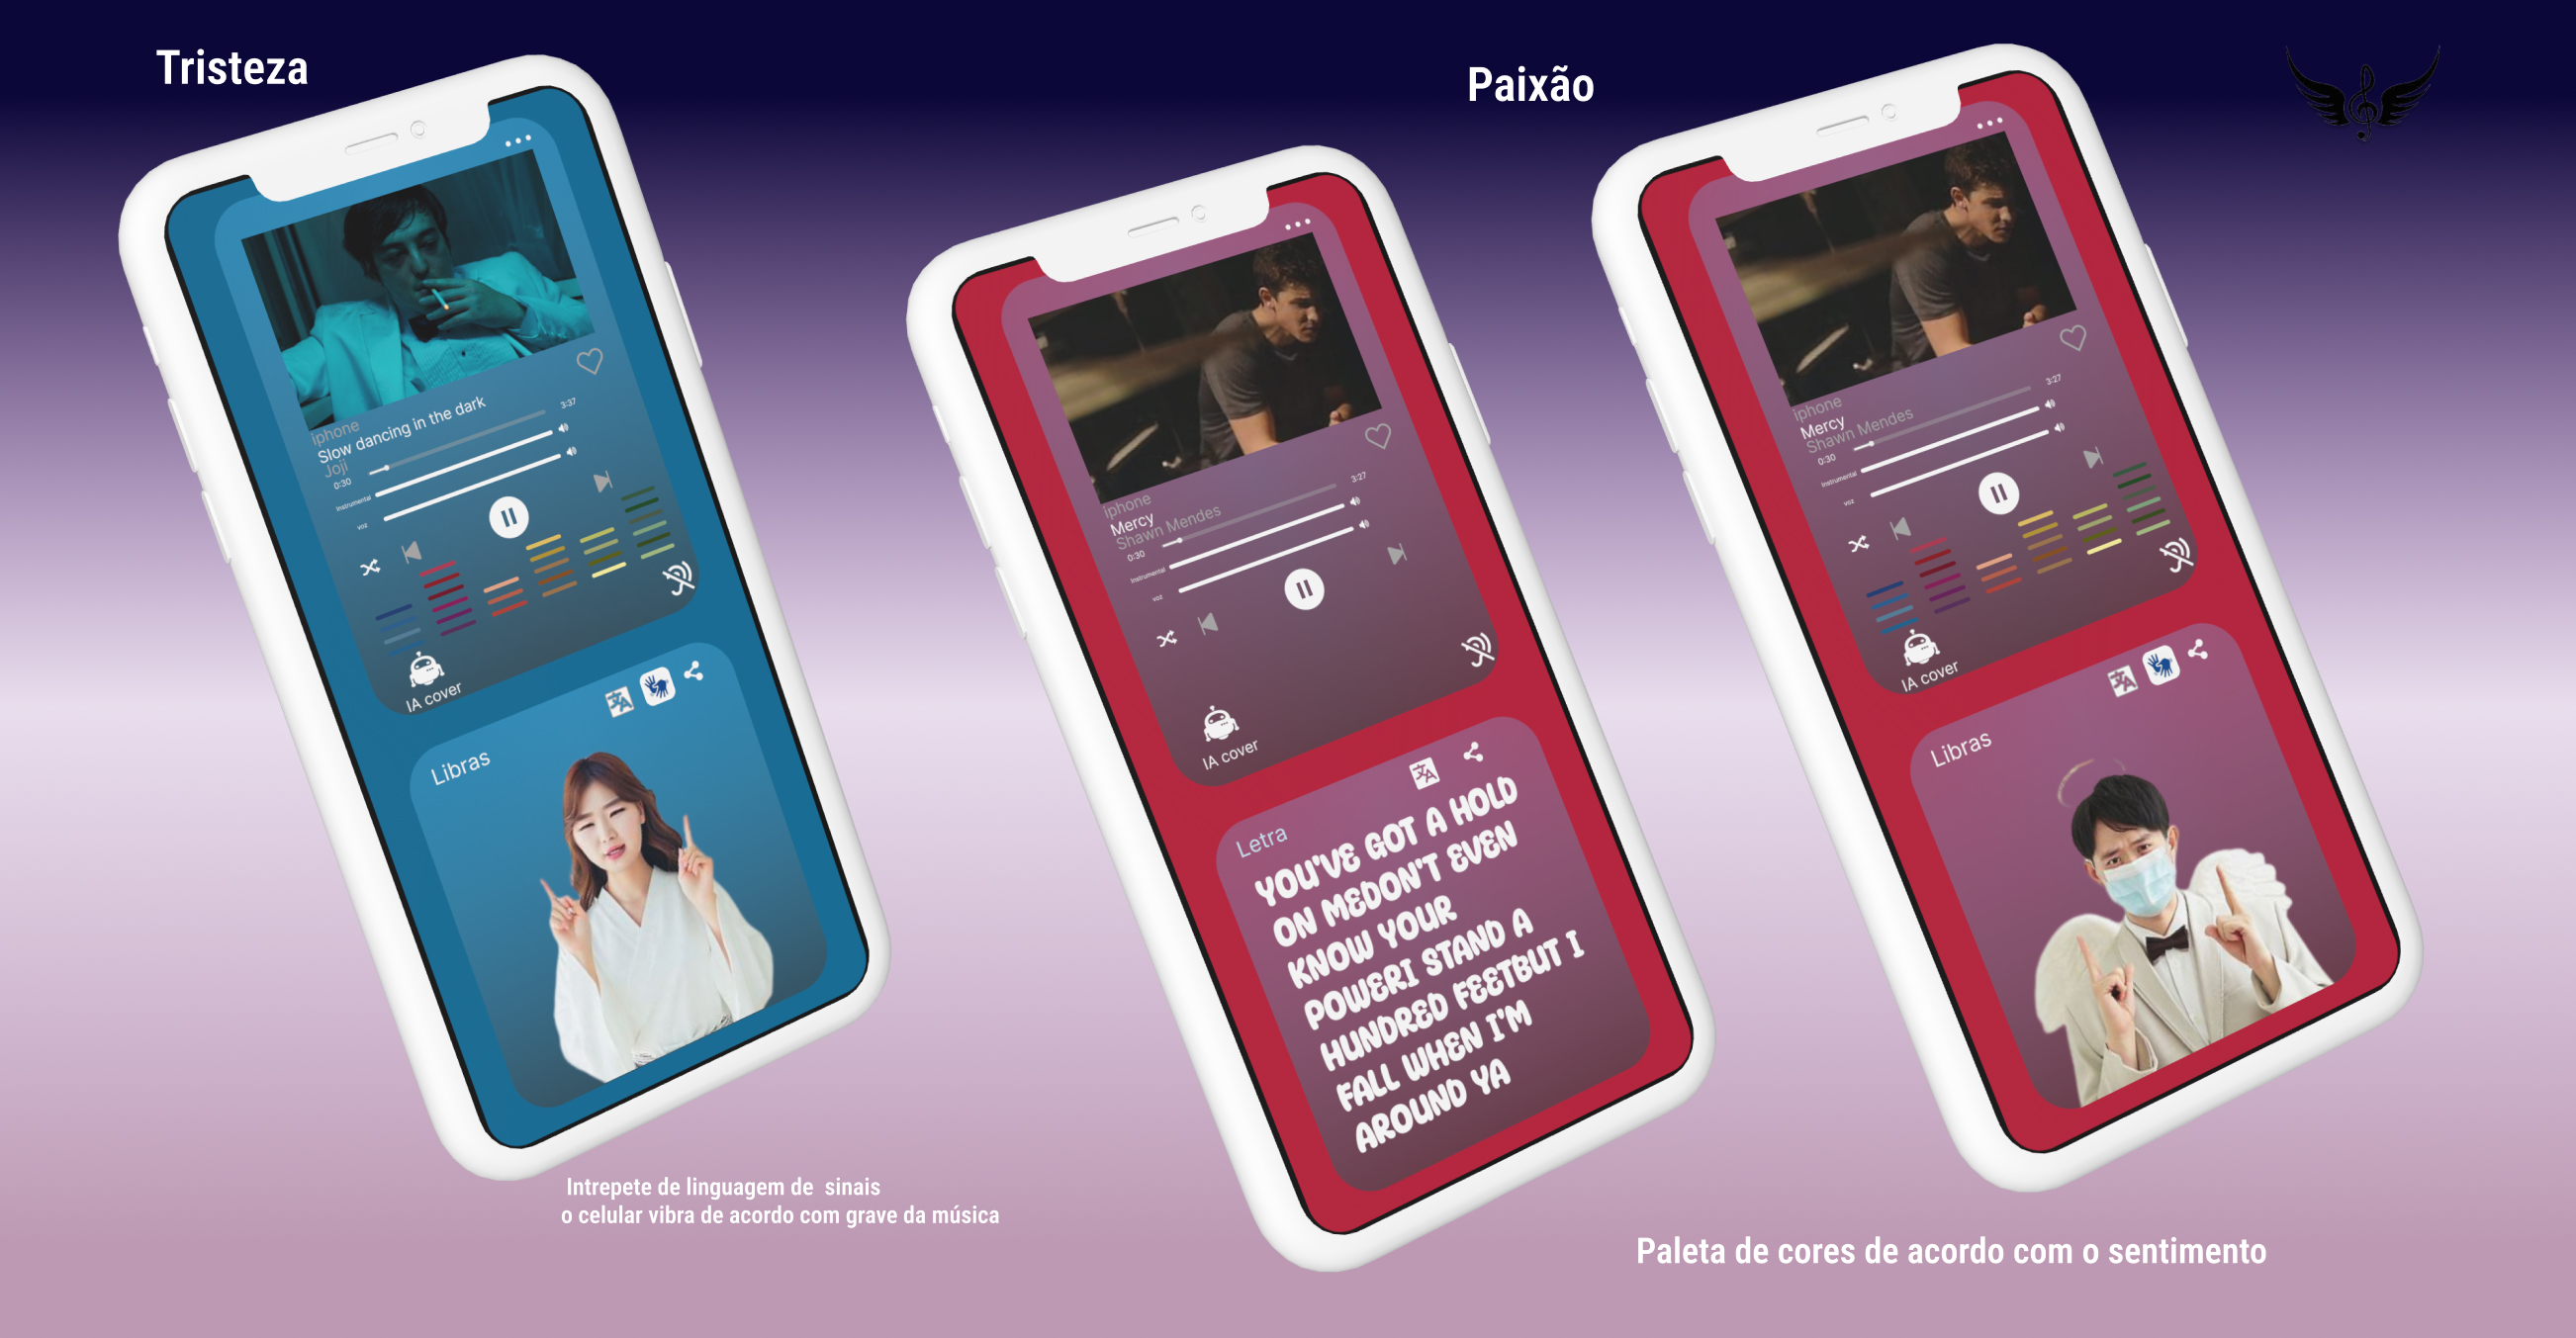 Tristeza
iphone
Slow dancing in the dark
Joji
0:30
3:37
Instrumental
voz
IA cover
Libras
Intrepete de linguagem de  sinais
o celular vibra de acordo com grave da música
Paixão
iphone
Mercy
Shawn Mendes
0:30
3:27
Instrumental
voz
IA cover
Letra
YOU'VE GOT A HOLD
ON MEDON'T EVEN
KNOW YOUR
POWERI STAND A
HUNDRED FEETBUT I
FALL WHEN I'M
AROUND YA
iphone
Mercy
Shawn Mendes
0:30
3:27
Instrumental
voz
IA cover
Libras
Paleta de cores de acordo com o sentimento